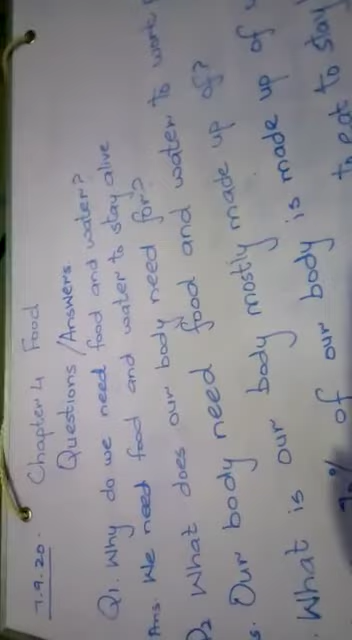 7.9.20.
Chapter 4 Food
Questions/Answers
Q1. Why do we need food and water?
Ans. We need food and water to stay alive
Q2 What does our body need for?
Our body need food and water to work
What is our body mostly made up of?
Our body is made up of
% of our body
to eat to stay